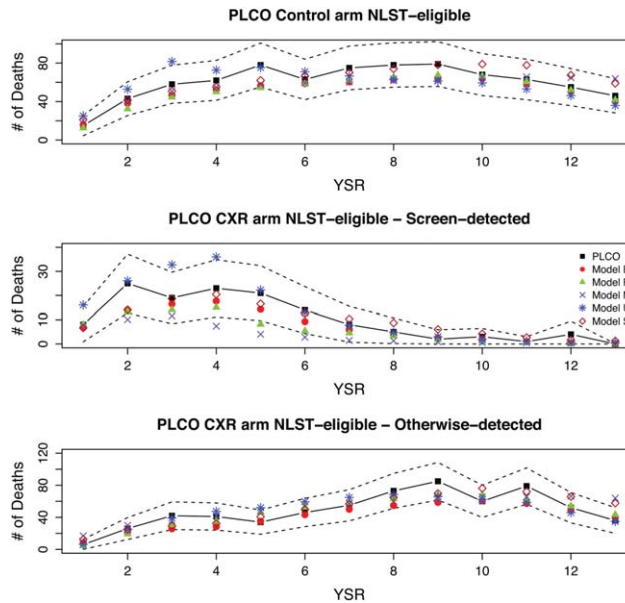 PLCO Control arm NLST-eligible
# of Deaths
80
40
0
2 4 6 8 10 12
YSR
PLCO CXR arm NLST-eligible - Screen-detected
# of Deaths
30
10
0
2 4 6 8 10 12
YSR
PLCO
Model
Model
Model
Model
Model
PLCO CXR arm NLST-eligible - Otherwise-detected
# of Deaths
120
80
40
0
2 4 6 8 10 12
YSR